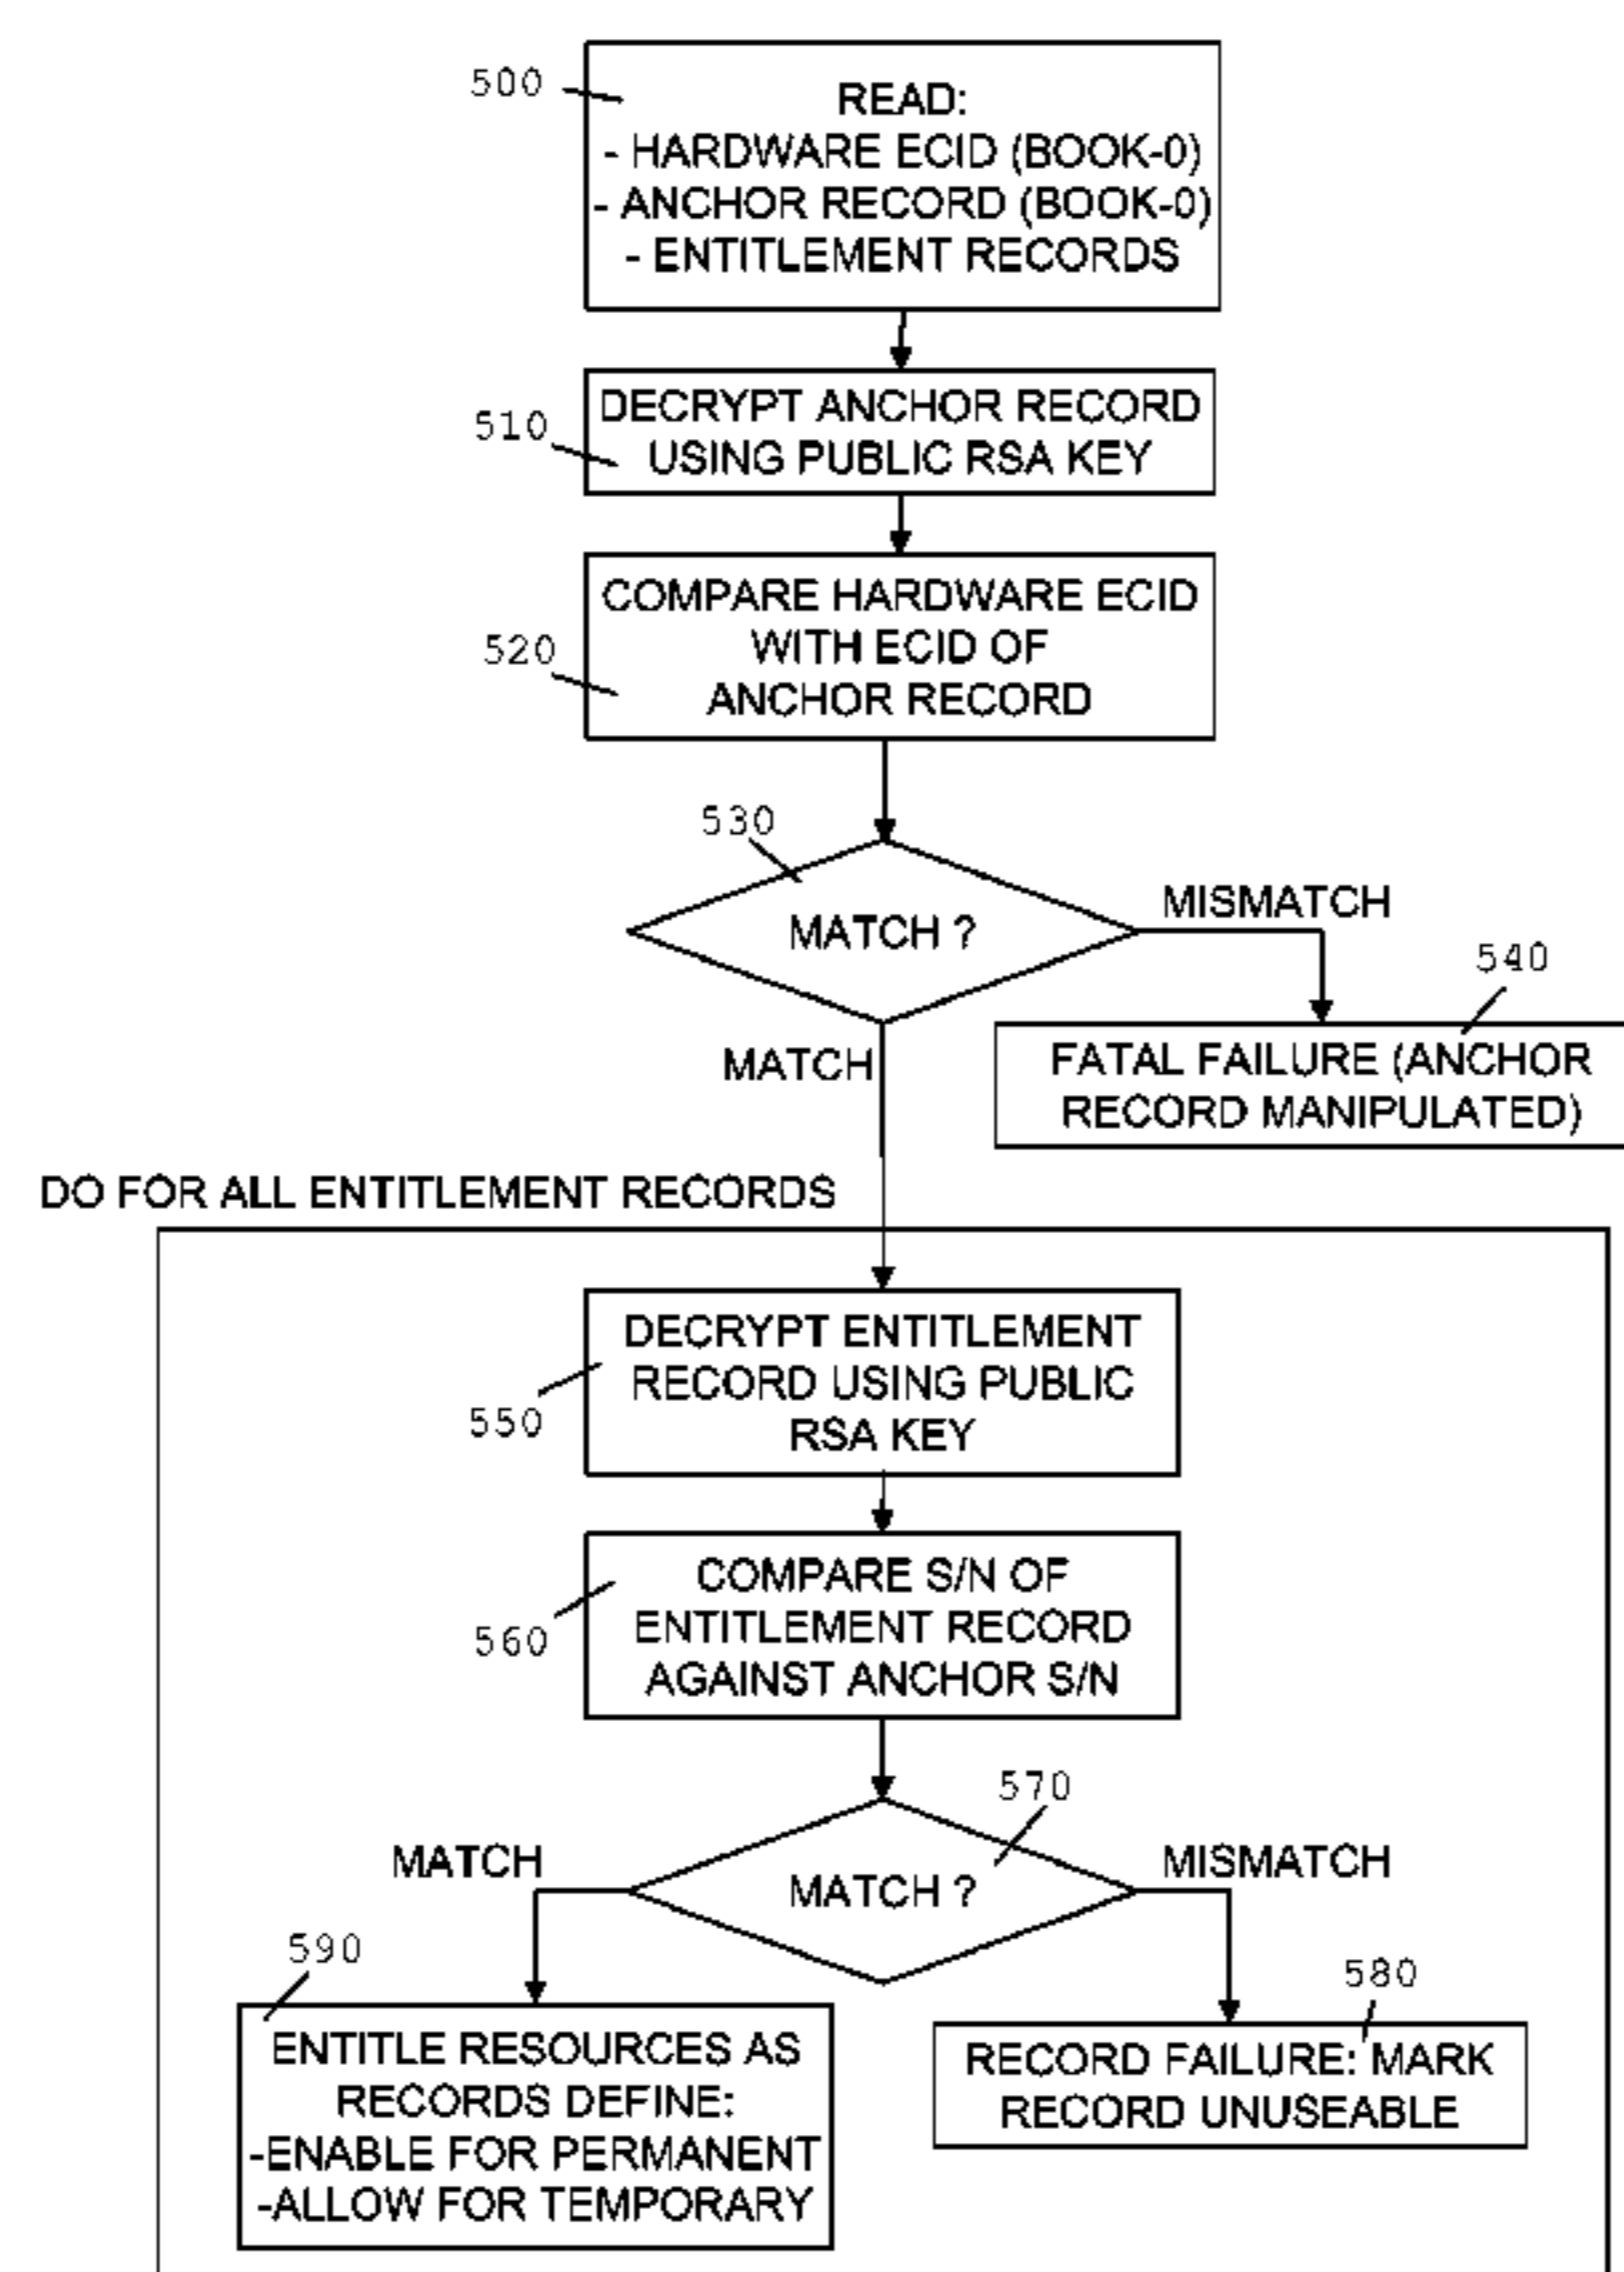 500
READ:
- HARDWARE ECID (BOOK-0)
- ANCHOR RECORD (BOOK-0)
- ENTITLEMENT RECORDS
510
DECRYPT ANCHOR RECORD
USING PUBLIC RSA KEY
520
COMPARE HARDWARE ECID
WITH ECID OF
ANCHOR RECORD
530
MATCH ?
MISMATCH
540
FATAL FAILURE (ANCHOR
RECORD MANIPULATED)
MATCH
DO FOR ALL ENTITLEMENT RECORDS
550
DECRYPT ENTITLEMENT
RECORD USING PUBLIC
RSA KEY
560
COMPARE S/N OF
ENTITLEMENT RECORD
AGAINST ANCHOR S/N
570
MATCH
MATCH ?
MISMATCH
590
ENTITLE RESOURCES AS
RECORDS DEFINE:
-ENABLE FOR PERMANENT
-ALLOW FOR TEMPORARY
580
RECORD FAILURE: MARK
RECORD UNUSEABLE